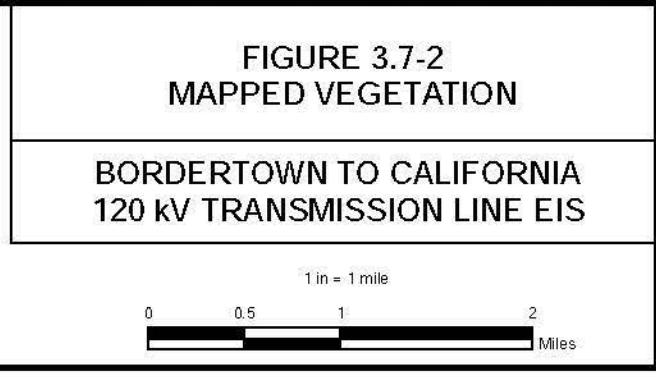 FIGURE 3.7-2
MAPPED VEGETATION
BORDERTOWN TO CALIFORNIA
120 kV TRANSMISSION LINE EIS
1 in = 1 mile
0 0.5 1 2
Miles